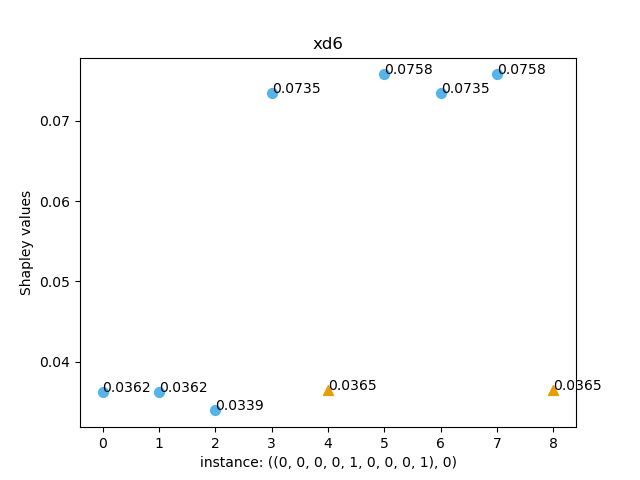 xd6
0.0758 0.0758
0.0735 0.0735
0.07
0.06
Shapley values
0.05
0.04
0.0362 0.0362 0.0365 0.0365
0.0339
0 1 2 3 4 5 6 7 8
instance: ((0, 0, 0, 0, 1, 0, 0, 0, 1), 0)